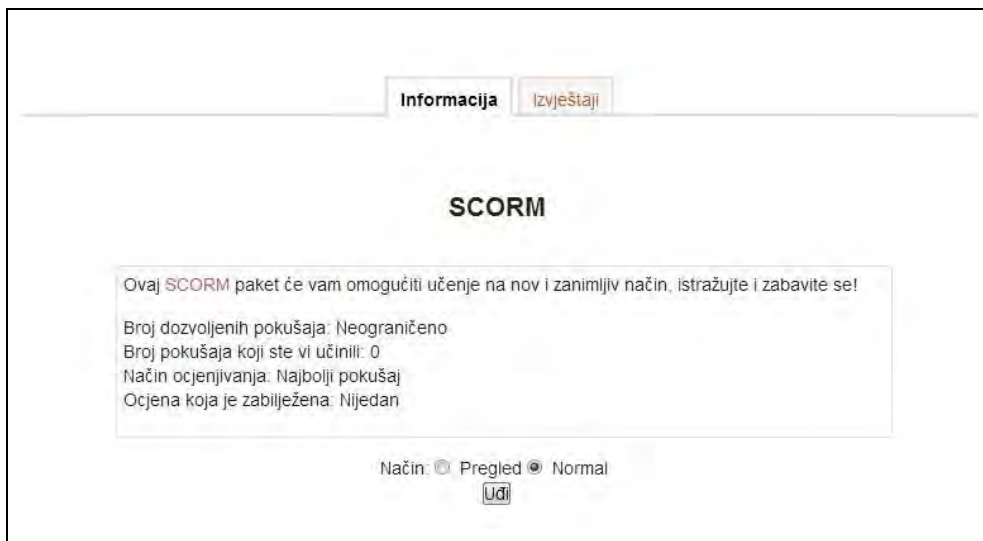 Informacija Izvještaji
SCORM
Ovaj SCORM paket će vam omogućiti učenje na nov i zanimljiv način, istražujte i zabavite se!
Broj dozvoljenih pokušaja: Neograničeno
Broj pokušaja koji ste vi učinili: 0
Način ocjenjivanja: Najbolji pokušaj
Ocjena koja je zabilježena: Nijedan
Način: Pregled Normal
Uđi